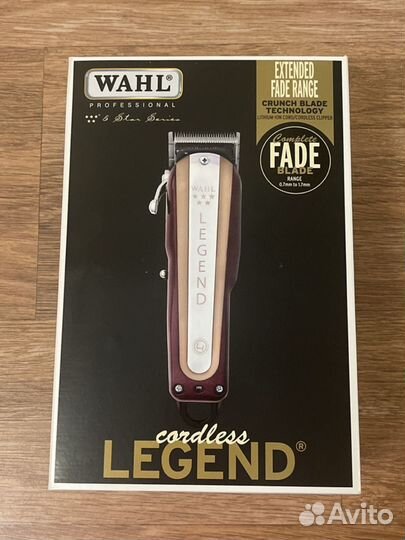 WAHL®
PROFESSIONAL
5 Star Series
EXTENDED
FADE RANGE
CRUNCH BLADE
TECHNOLOGY
LITHIUM-ION CORD/CORDLESS CLIPPER
Complete
FADE
BLADE
RANGE
0.7mm to 1.7mm
WAHL
LEGEND
cordless
LEGEND®
Avito